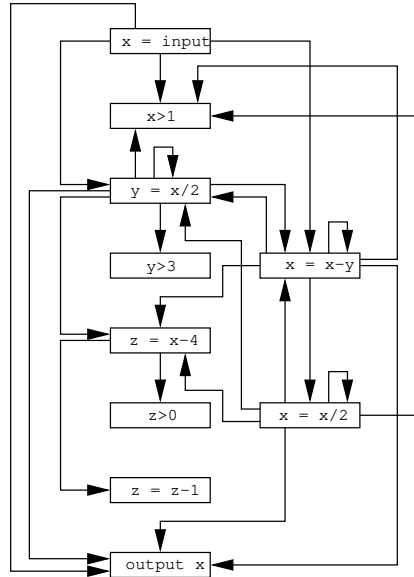 x = input
x>1
y = x/2
y>3
x = x-y
z = x-4
z>0
x = x/2
z = z-1
output x